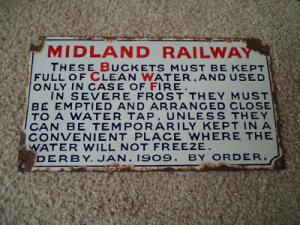 MIDLAND RAILWAY
THESE BUCKETS MUST BE KEPT
FULL OF CLEAN WATER, AND USED
ONLY IN CASE OF FIRE.
IN SEVERE FROST THEY MUST
BE EMPTIED AND ARRANGED CLOSE
TO A WATER TAP. UNLESS THEY
CAN BE TEMPORARILY KEPT IN A
CONVENIENT PLACE WHERE THE
WATER WILL NOT FREEZE.
DERBY. JAN. 1909. BY ORDER.